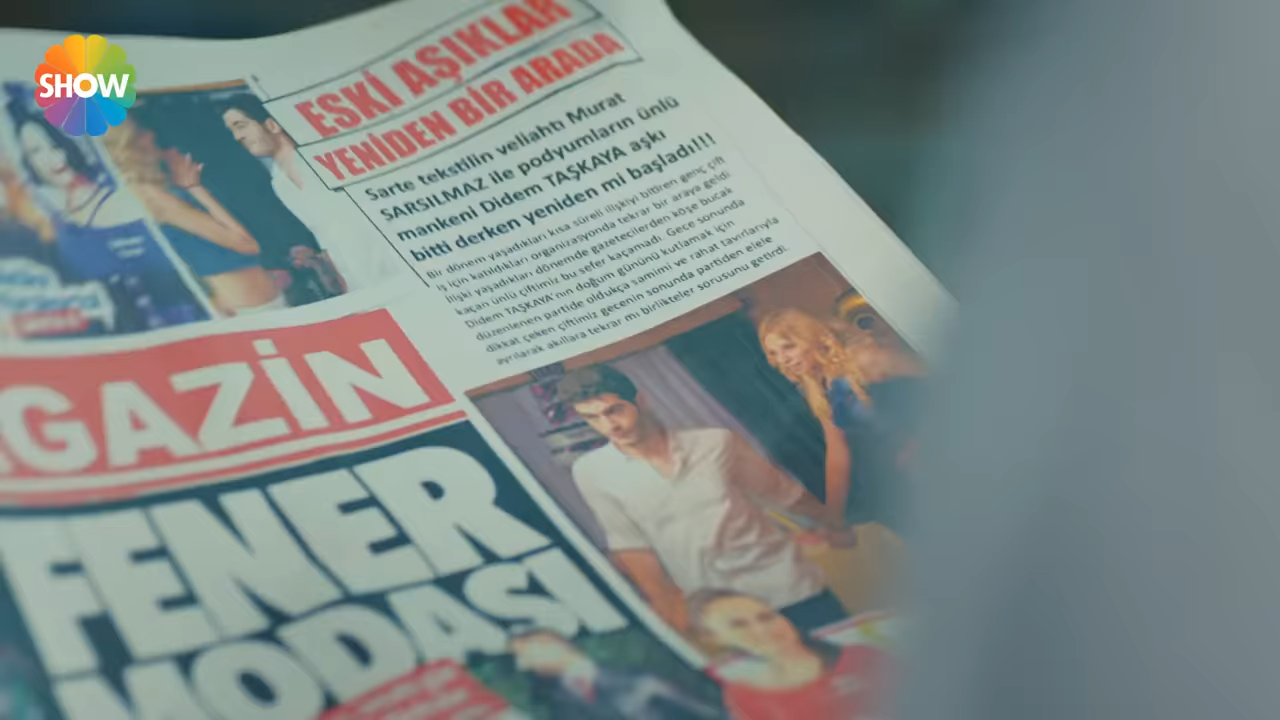 SHOW
ESKİ AŞIKLAR
YENİDEN BİR ARADA
Sarte tekstilin veliahtı Murat
SARSILMAZ ile podyumların ünlü
mankeni Didem TAŞKAYA aşkı
bitti derken yeniden mi başladı!!!
Bir dönem yaşadıkları kısa süreli ilişkiyi bitiren genç çift
iş için katıldıkları organizasyonda tekrar bir araya geldi.
İlişki yaşadıkları dönemde gazetecilerden köşe bucak
kaçan ünlü çiftimiz bu sefer kaçamadı. Gece sonunda
Didem TAŞKAYA'nın doğum gününü kutlamak için
düzenlenen partide oldukça samimi ve rahat tavırlarıyla
dikkat çeken çiftimiz gecenin sonunda partiden elele
ayrılarak akıllara tekrar mı birlikteler sorusunu getirdi.
GAZİN
FENER
MODASI